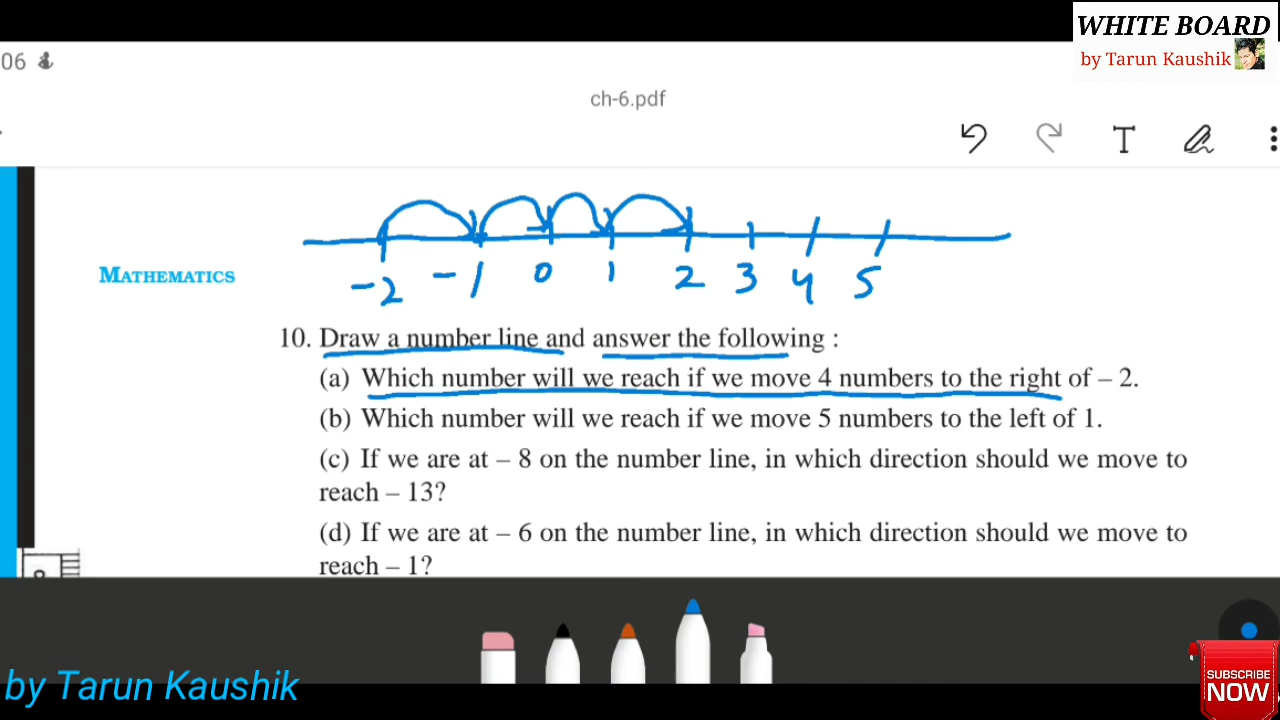 WHITE BOARD
by Tarun Kaushik
06
ch-6.pdf
T
-2 -1 0 1 2 3 4 5
MATHEMATICS
10. Draw a number line and answer the following :
(a) Which number will we reach if we move 4 numbers to the right of – 2.
(b) Which number will we reach if we move 5 numbers to the left of 1.
(c) If we are at – 8 on the number line, in which direction should we move to
reach – 13?
(d) If we are at – 6 on the number line, in which direction should we move to
reach – 1?
by Tarun Kaushik
SUBSCRIBE
NOW